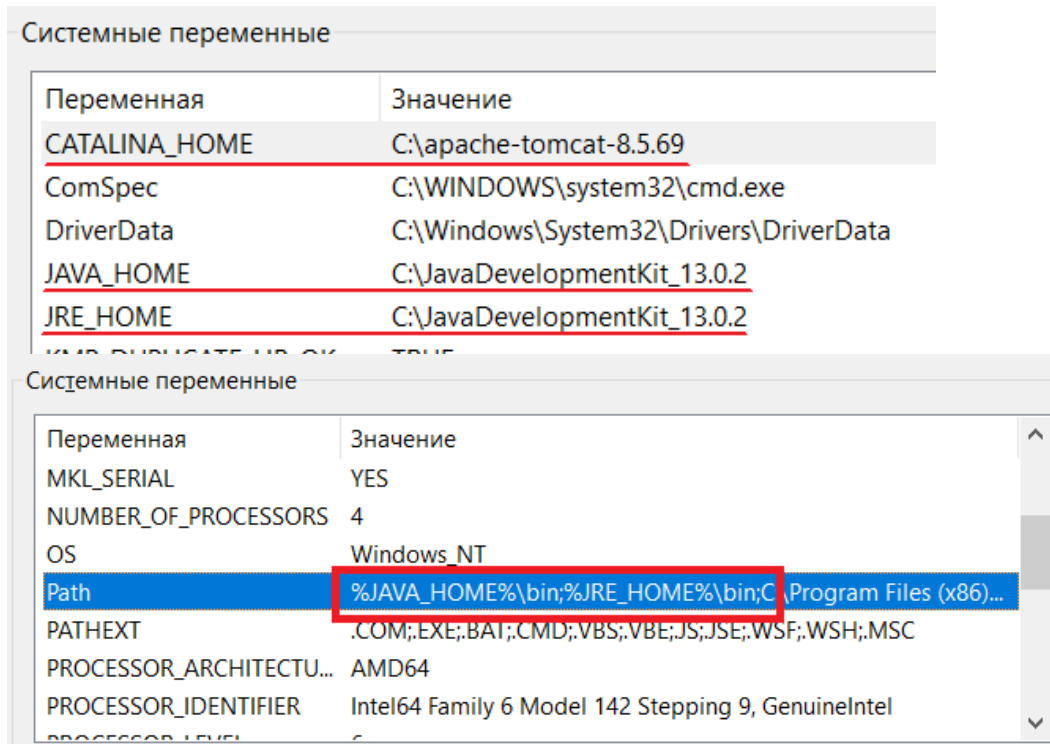 Системные переменные
Переменная Значение
CATALINA_HOME C:\apache-tomcat-8.5.69
ComSpec C:\WINDOWS\system32\cmd.exe
DriverData C:\Windows\System32\Drivers\DriverData
JAVA_HOME C:\JavaDevelopmentKit_13.0.2
JRE_HOME C:\JavaDevelopmentKit_13.0.2
Системные переменные
Переменная Значение
MKL_SERIAL YES
NUMBER_OF_PROCESSORS 4
OS Windows_NT
Path %JAVA_HOME%\bin;%JRE_HOME%\bin;C:\Program Files (x86)...
PATHEXT .COM;.EXE;.BAT;.CMD;.VBS;.VBE;.JS;.JSE;.WSF;.WSH;.MSC
PROCESSOR_ARCHITECTU... AMD64
PROCESSOR_IDENTIFIER Intel64 Family 6 Model 142 Stepping 9, GenuineIntel